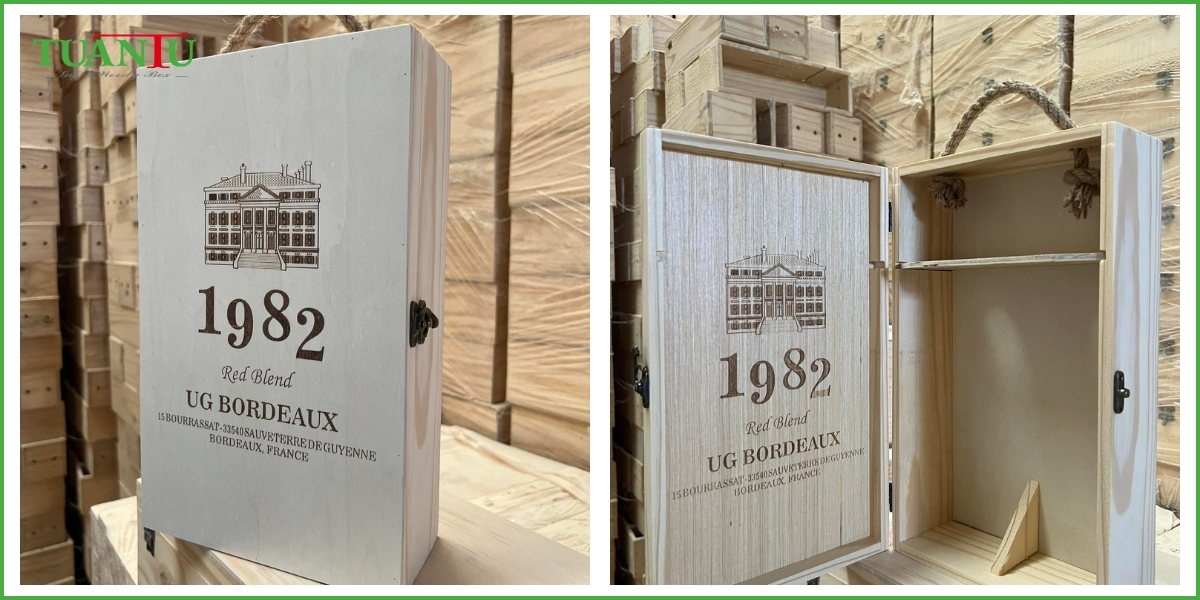 TUANTU
1982
Red Blend
UG BORDEAUX
15 BOURRASSAT-33540 SAUVETERRE DE GUYENNE
BORDEAUX, FRANCE
1982
Red Blend
UG BORDEAUX
15 BOURRASSAT-33540 SAUVETERRE DE GUYENNE
BORDEAUX, FRANCE